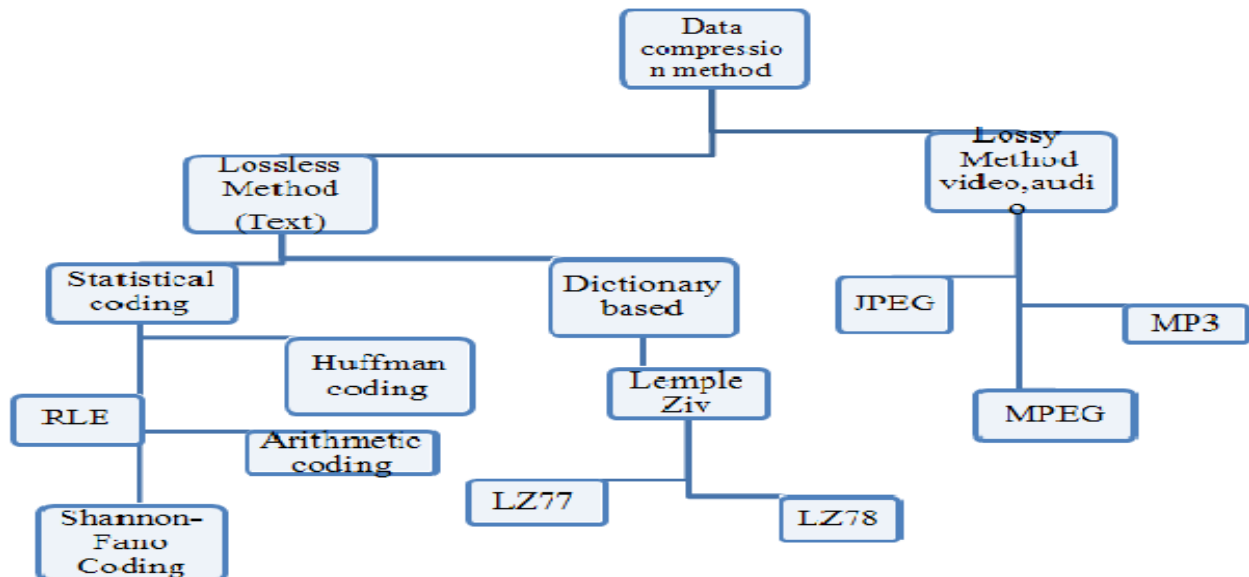 Data
compressio
n method
Lossless
Method
(Text)
Lossy
Method
video,audi
o
Statistical
coding
Dictionary
based
JPEG
MP3
Huffman
coding
Lemple
Ziv
RLE
MPEG
Arithmetic
coding
LZ77
LZ78
Shannon-
Fano
Coding